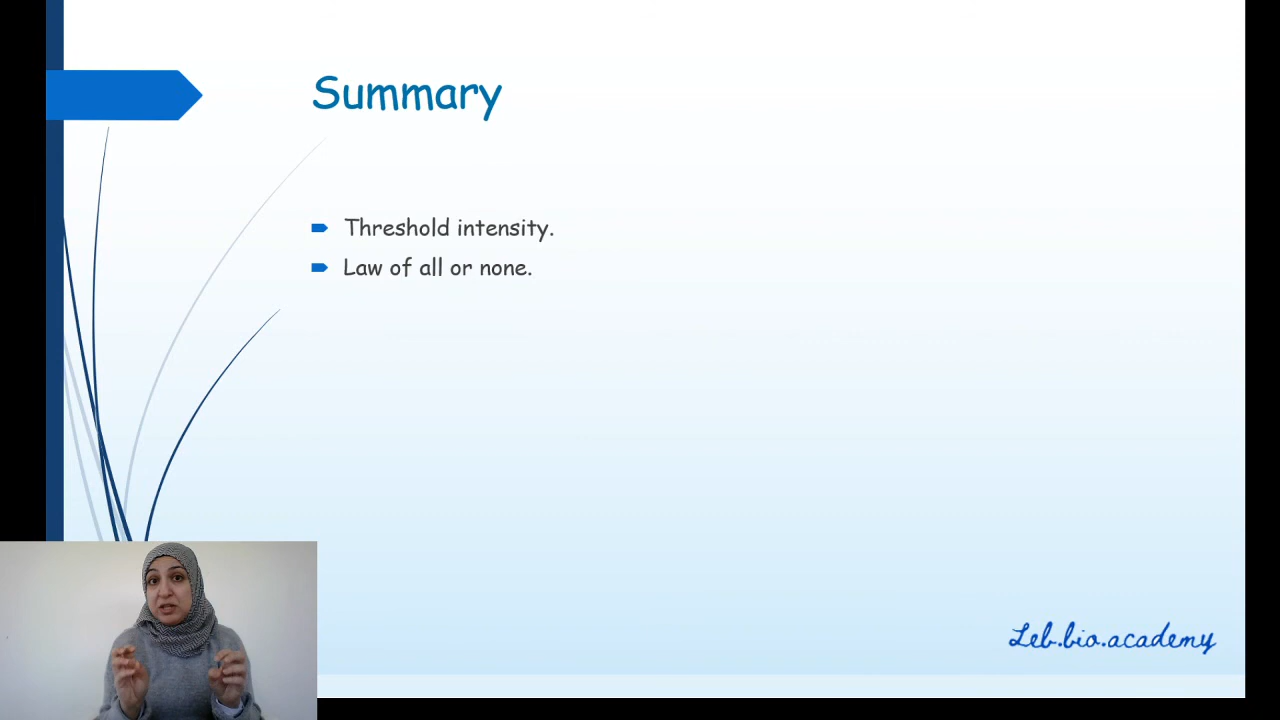 Summary
Threshold intensity.
Law of all or none.
Leb.bio.academy